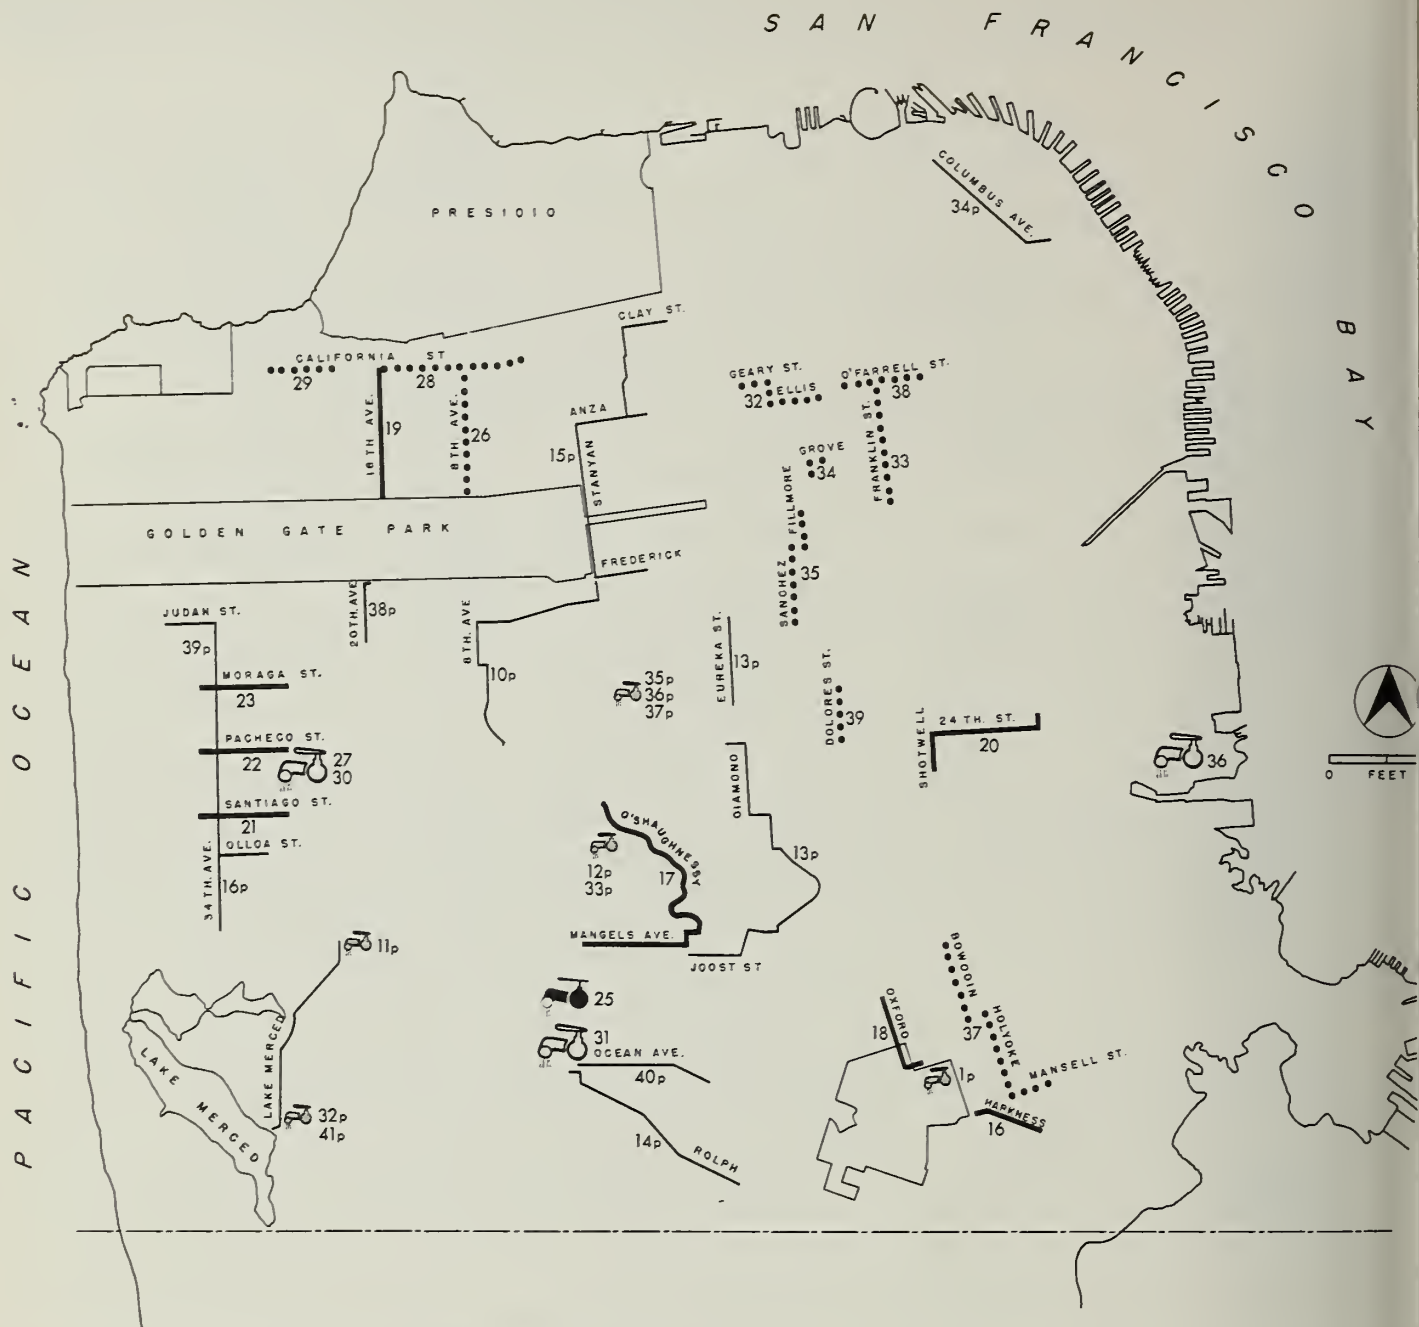 SAN FRANCISCO BAY
PACIFIC OCEAN
PRESIDIO
COLUMBUS AVE.
34p
CLAY ST.
CALIFORNIA ST
29
28
GEARY ST.
O'FARRELL ST.
ELLIS
32
38
18TH AVE.
19
8TH. AVE.
26
ANZA
15p
STANYAN
FRANKLIN ST.
33
GROVE
34
FILLMORE
GOLDEN GATE PARK
FREDERICK
SANCHEZ
35
JUDAH ST.
39p
20TH. AVE
38p
8TH. AVE
10p
EUREKA ST.
13p
MORAGA ST.
23
35p
36p
37p
DOLORES ST.
39
SHOTWELL
24 TH. ST.
20
PACHECO ST.
22
27
30
36
0 FEET
DIAMOND
SANTIAGO ST.
21
OLLOA ST.
34TH. AVE.
16p
O'SHAUGHNESSY
12p
33p
17
13p
MANGELS AVE.
JOOST ST
11p
BOWDOIN
37
25
31
OCEAN AVE.
40p
OXFORD
18
HOLYOKE
MANSELL ST.
1p
HARKNESS
16
LAKE MERCED
LAKE MERCED
32p
41p
14p
ROLPH